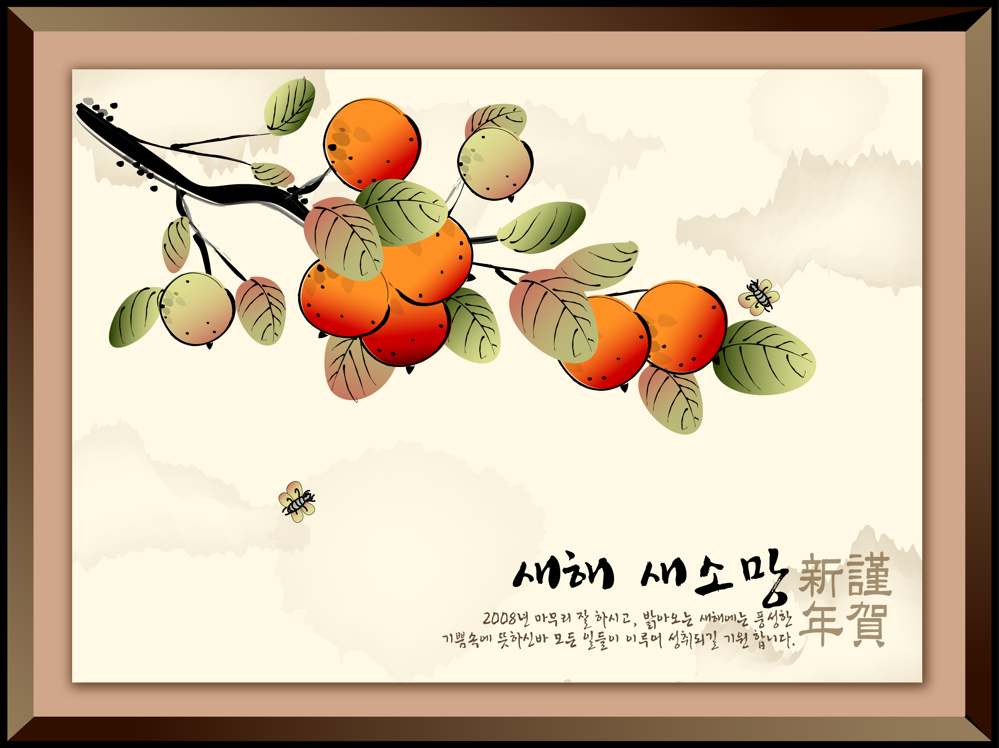 새해 새소망
2008년 마무리 잘 하시고, 밝아오는 새해에는 풍성한
기쁨속에 뜻하신바 모든 일들이 이루어 성취되길 기원 합니다.
謹賀
新年